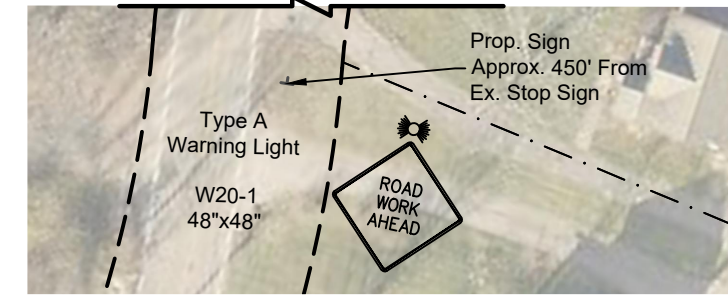 Prop. Sign
Approx. 450' From
Ex. Stop Sign
Type A
Warning Light
W20-1
48"x48"
ROAD
WORK
AHEAD